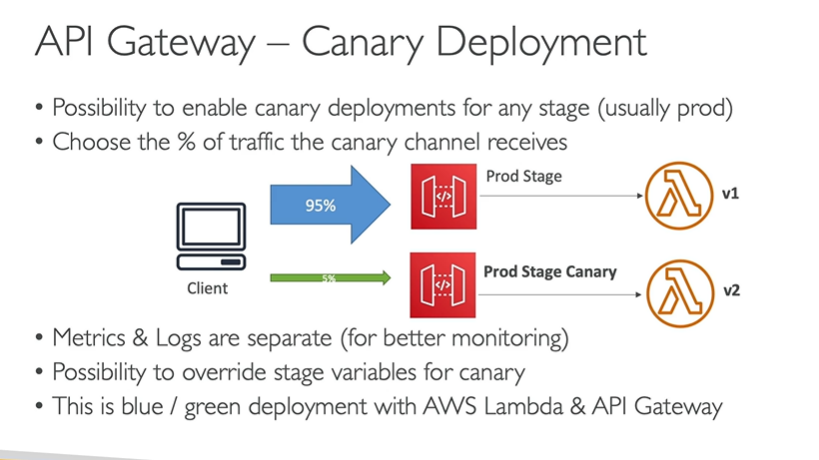 API Gateway – Canary Deployment
• Possibility to enable canary deployments for any stage (usually prod)
• Choose the % of traffic the canary channel receives
Prod Stage
95%
</>
v1
Client
5%
Prod Stage Canary
</>
v2
• Metrics & Logs are separate (for better monitoring)
• Possibility to override stage variables for canary
• This is blue / green deployment with AWS Lambda & API Gateway